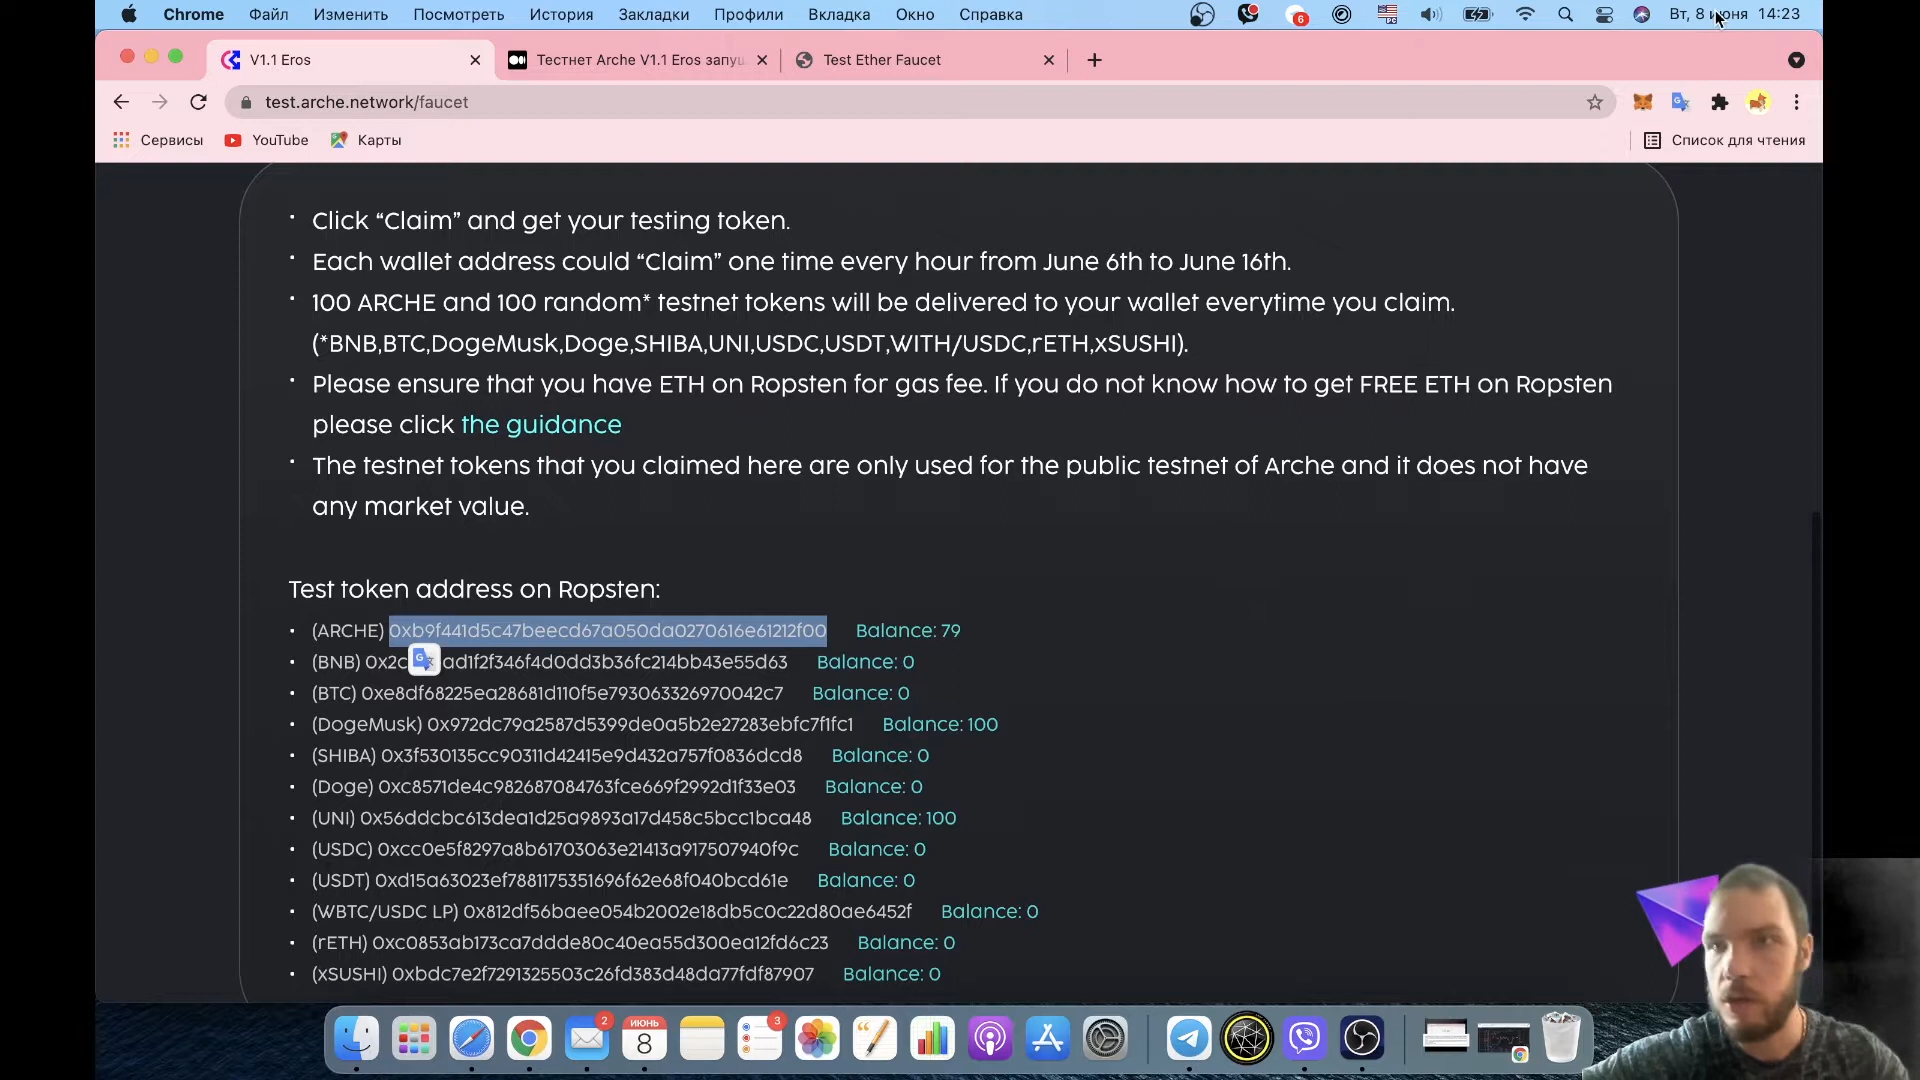 Chrome Файл Изменить Посмотреть История Закладки Профили Вкладка Окно Справка 6 Вт, 8 июня 14:23
V1.1 Eros Тестнет Arche V1.1 Eros запу Test Ether Faucet
test.arche.network/faucet
Сервисы YouTube Карты Список для чтения
· Click “Claim” and get your testing token.
· Each wallet address could “Claim” one time every hour from June 6th to June 16th.
· 100 ARCHE and 100 random* testnet tokens will be delivered to your wallet everytime you claim.
(*BNB,BTC,DogeMusk,Doge,SHIBA,UNI,USDC,USDT,WITH/USDC,rETH,xSUSHI).
· Please ensure that you have ETH on Ropsten for gas fee. If you do not know how to get FREE ETH on Ropsten
please click the guidance
· The testnet tokens that you claimed here are only used for the public testnet of Arche and it does not have
any market value.
Test token address on Ropsten:
• (ARCHE) 0xb9f441d5c47beecd67a050da0270616e61212f00 Balance: 79
• (BNB) 0x2c ad1f2f346f4d0dd3b36fc214bb43e55d63 Balance: 0
• (BTC) 0xe8df68225ea28681d110f5e793063326970042c7 Balance: 0
• (DogeMusk) 0x972dc79a2587d5399de0a5b2e27283ebfc7f1fc1 Balance: 100
• (SHIBA) 0x3f530135cc90311d42415e9d432a757f0836dcd8 Balance: 0
• (Doge) 0xc8571de4c982687084763fce669f2992d1f33e03 Balance: 0
• (UNI) 0x56ddcbc613dea1d25a9893a17d458c5bcc1bca48 Balance: 100
• (USDC) 0xcc0e5f8297a8b61703063e21413a917507940f9c Balance: 0
• (USDT) 0xd15a63023ef7881175351696f62e68f040bcd61e Balance: 0
• (WBTC/USDC LP) 0x812df56baee054b2002e18db5c0c22d80ae6452f Balance: 0
• (rETH) 0xc0853ab173ca7ddde80c40ea55d300ea12fd6c23 Balance: 0
• (xSUSHI) 0xbdc7e2f7291325503c26fd383d48da77fdf87907 Balance: 0
2 ИЮНЬ 8 3